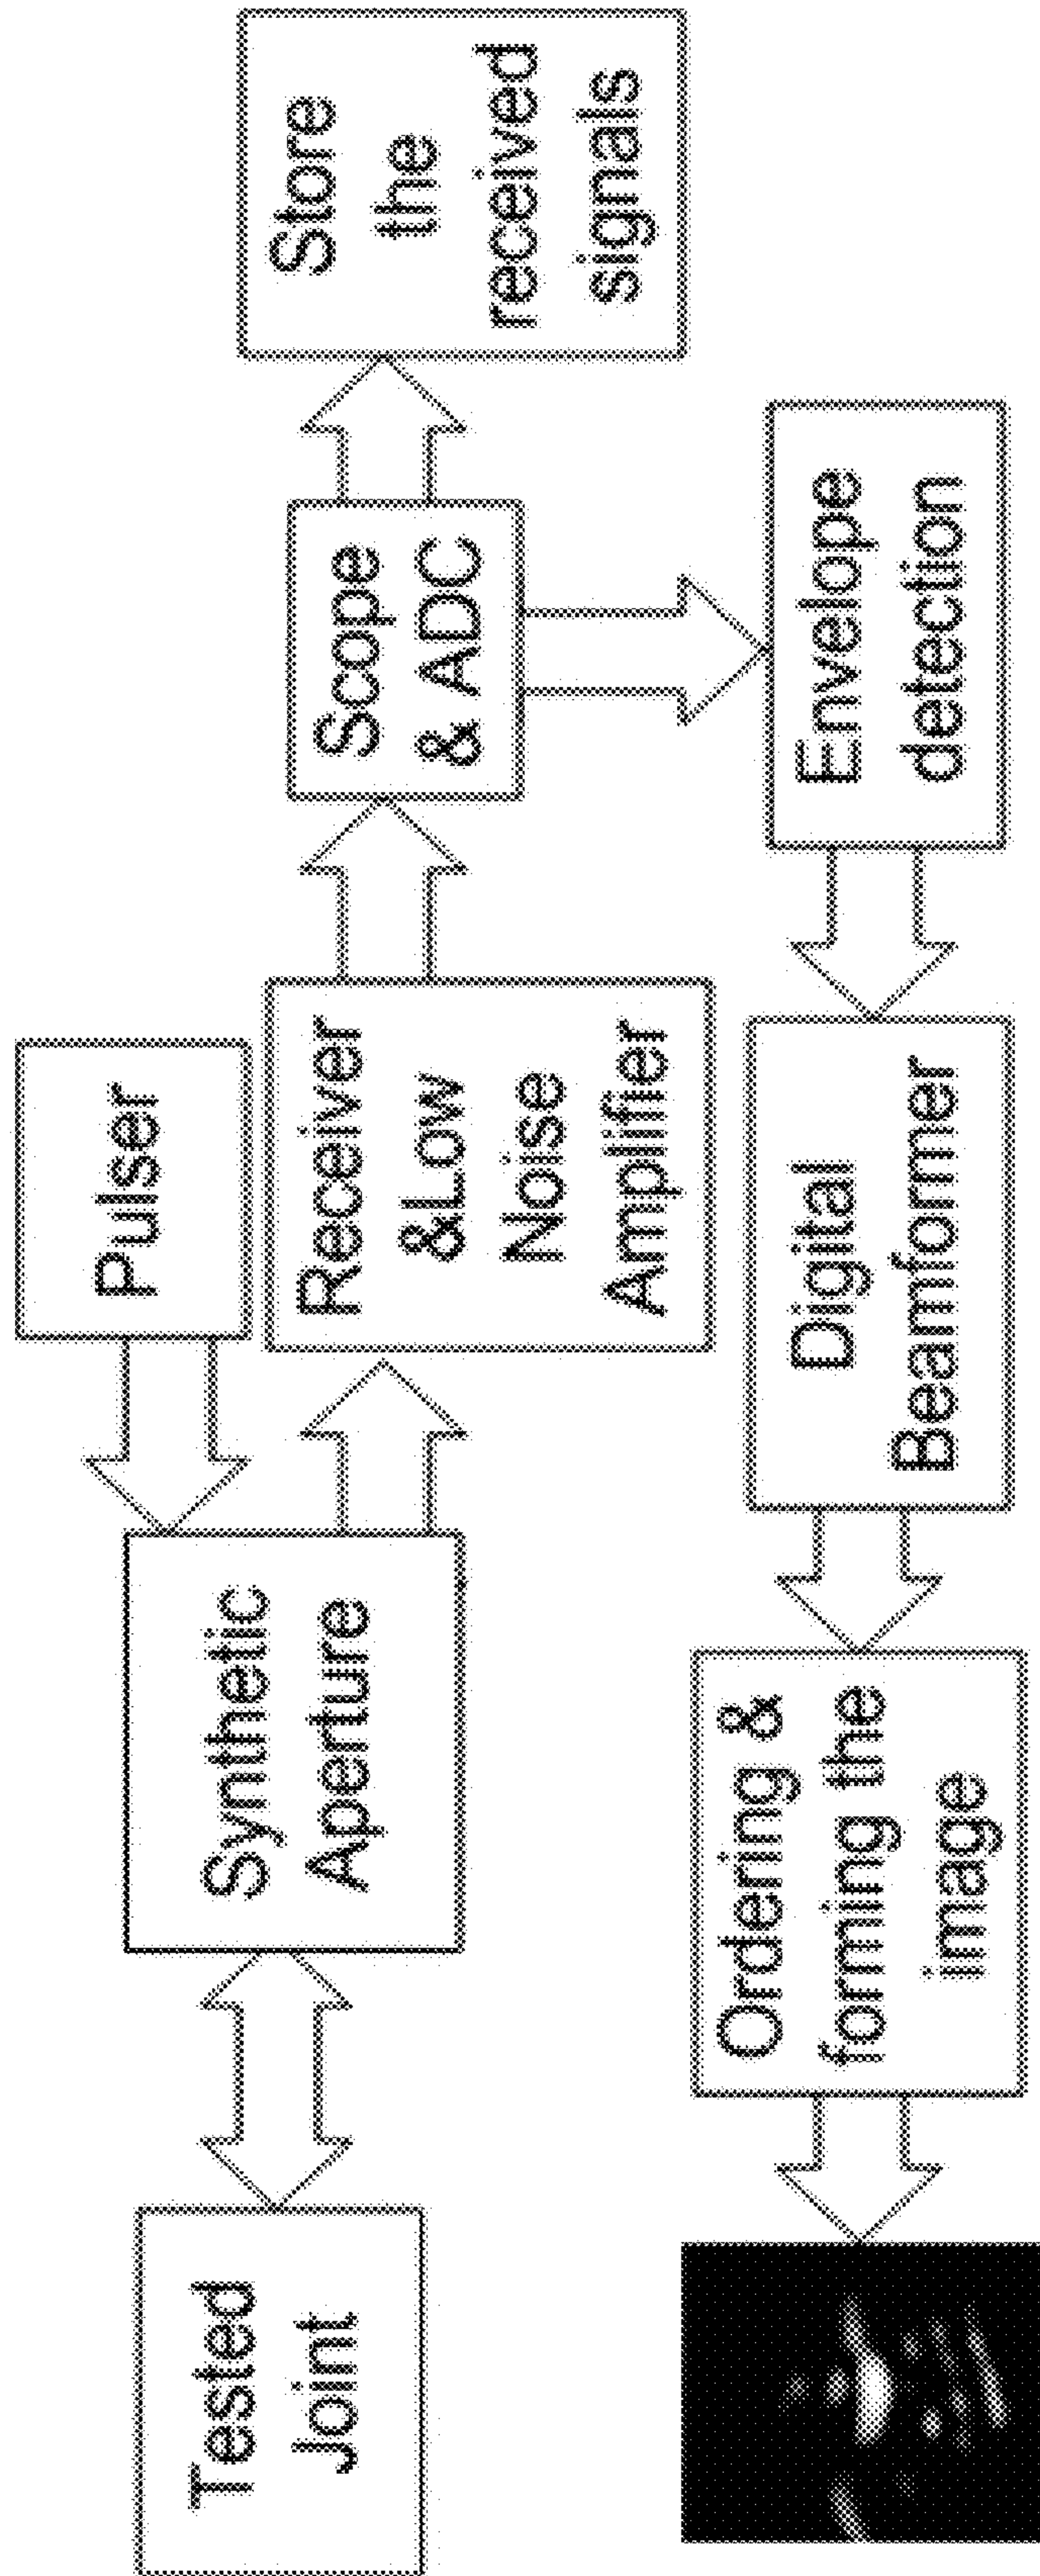 Pulser
Tested
Joint
Synthetic
Aperture
Receiver
&Low
Noise
Amplifier
Scope
& ADC
Store
the
received
signals
Envelope
detection
Digital
Beamformer
Ordering &
forming the
image